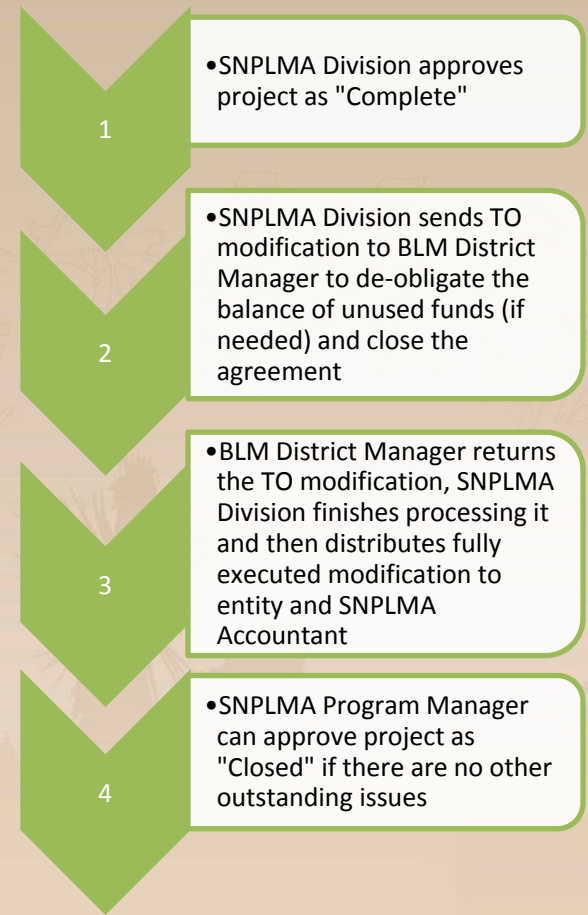 1
•SNPLMA Division approves
project as "Complete"
2
•SNPLMA Division sends TO
modification to BLM District
Manager to de-obligate the
balance of unused funds (if
needed) and close the
agreement
3
•BLM District Manager returns
the TO modification, SNPLMA
Division finishes processing it
and then distributes fully
executed modification to
entity and SNPLMA
Accountant
4
•SNPLMA Program Manager
can approve project as
"Closed" if there are no other
outstanding issues